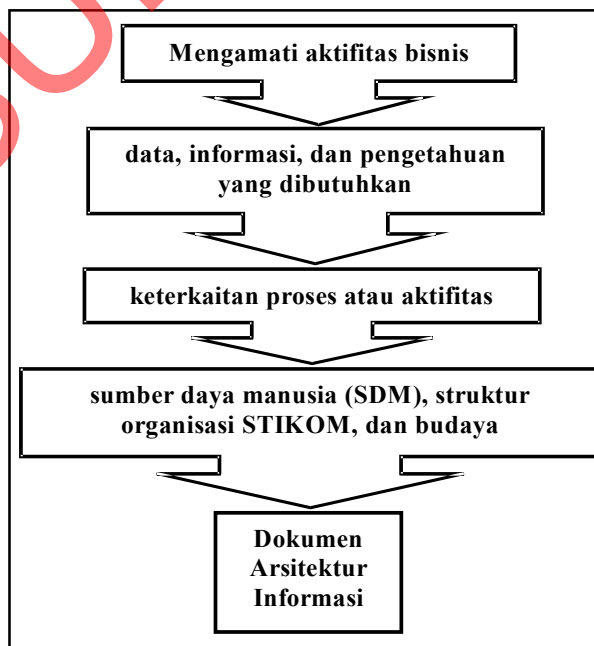 Mengamati aktifitas bisnis
data, informasi, dan pengetahuan
yang dibutuhkan
keterkaitan proses atau aktifitas
sumber daya manusia (SDM), struktur
organisasi STIKOM, dan budaya
Dokumen
Arsitektur
Informasi